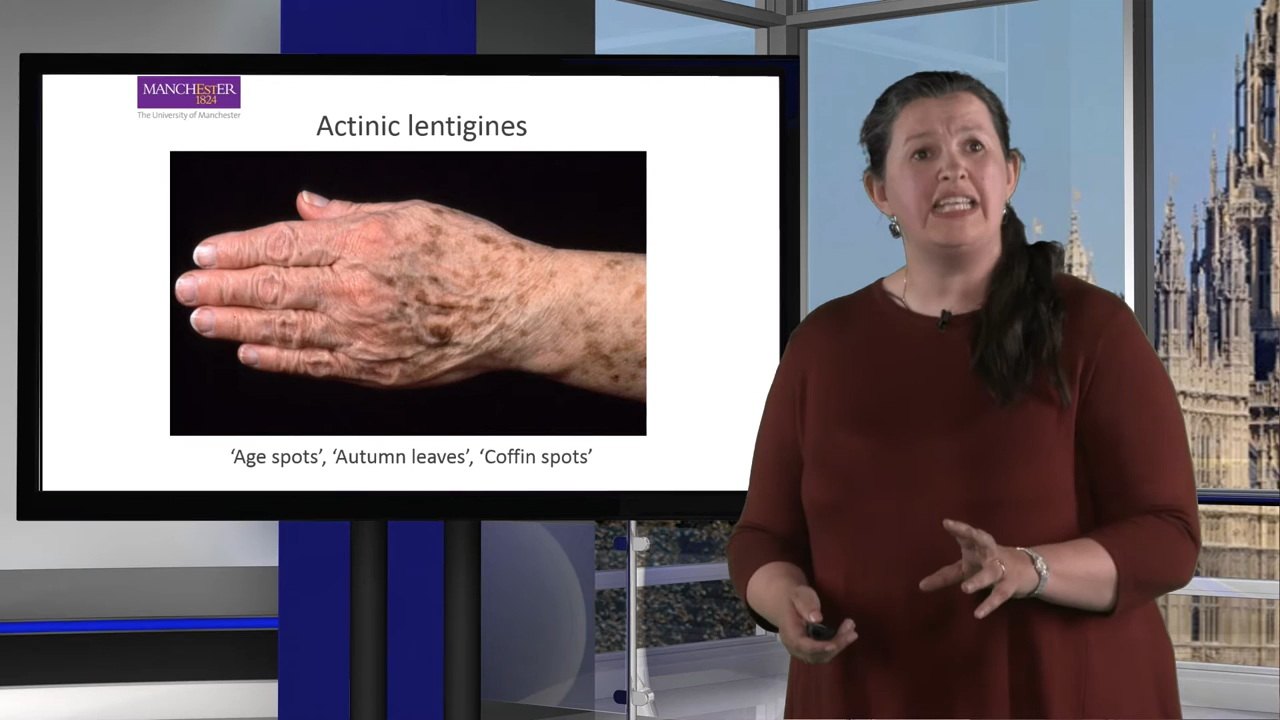 MANCHESTER
1824
The University of Manchester
Actinic lentigines
‘Age spots’, ‘Autumn leaves’, ‘Coffin spots’